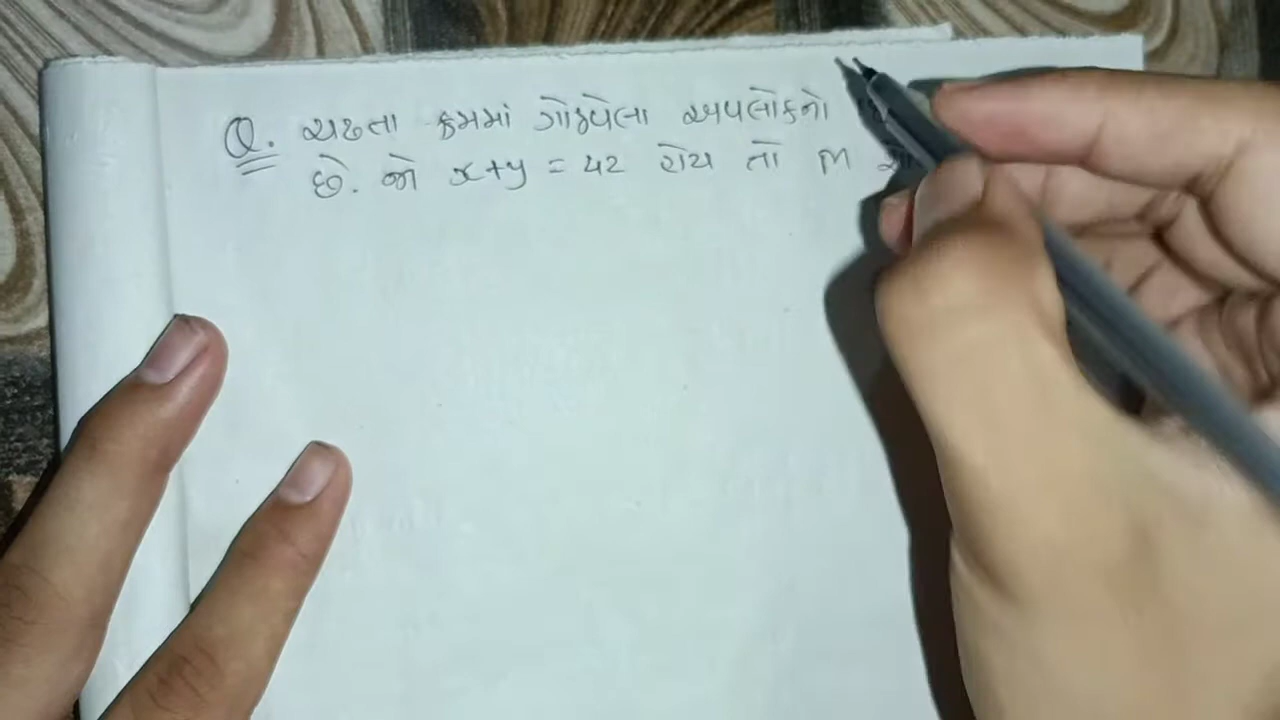 Q. ચઢતા ક્રમમાં ગોઠવેલા અવલોકનો
છે. જો x+y = 42 હોય તો M